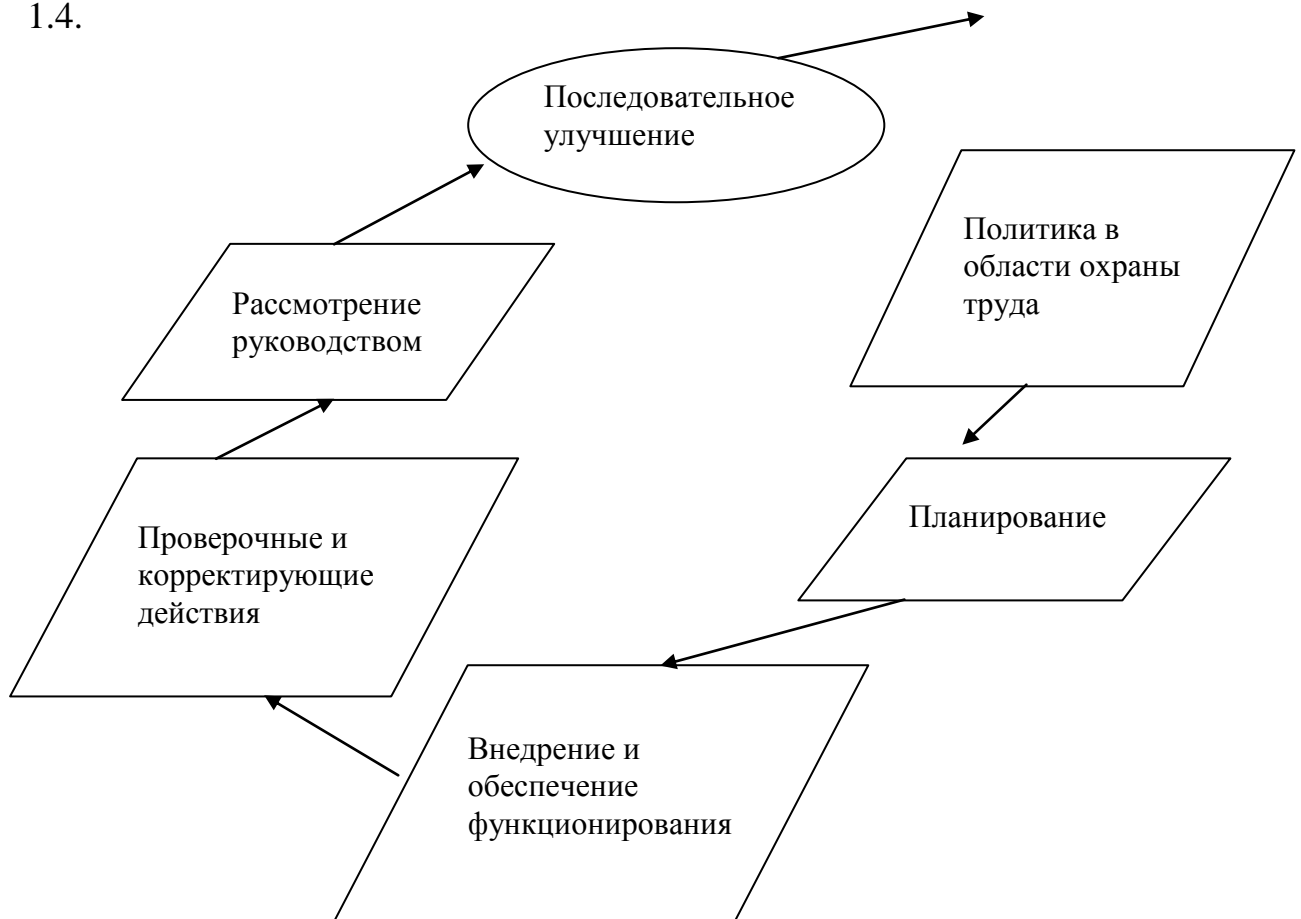 1.4.
Последовательное
улучшение
Политика в
области охраны
труда
Рассмотрение
руководством
Планирование
Проверочные и
корректирующие
действия
Внедрение и
обеспечение
функционирования